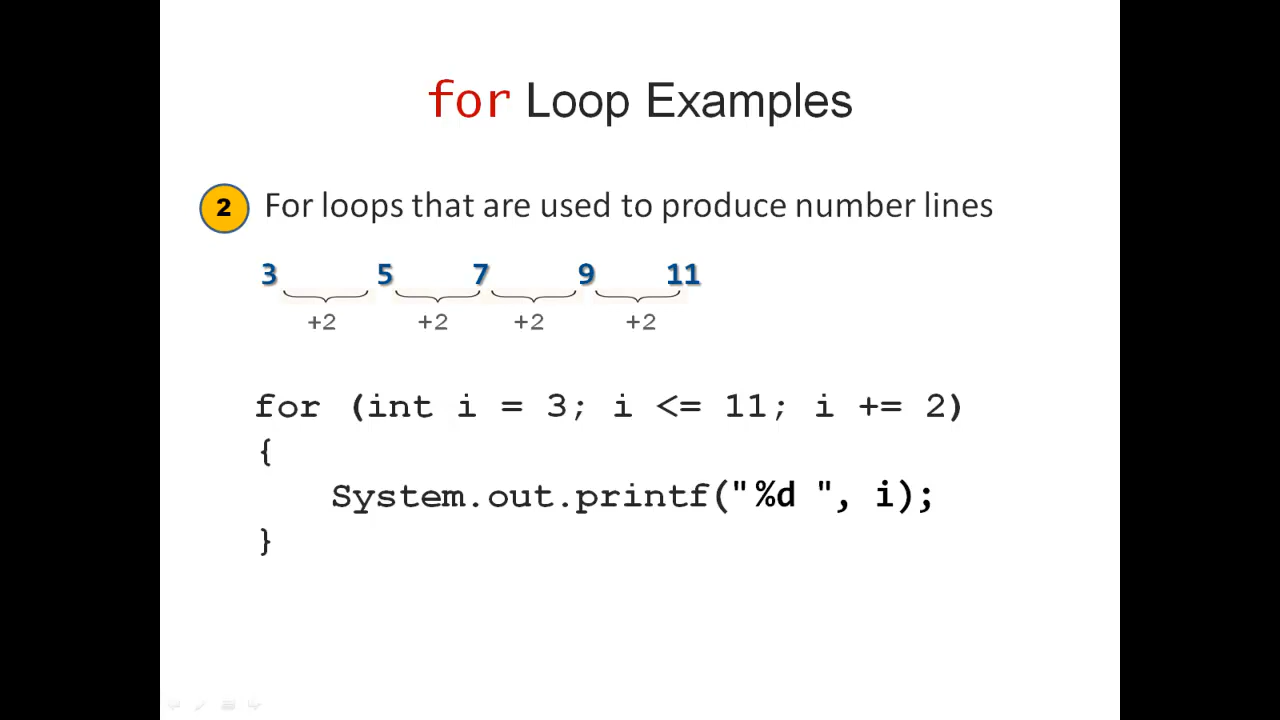 for Loop Examples
2 For loops that are used to produce number lines
3 5 7 9 11
+2 +2 +2 +2
for (int i = 3; i <= 11; i += 2)
{
System.out.printf("%d ", i);
}